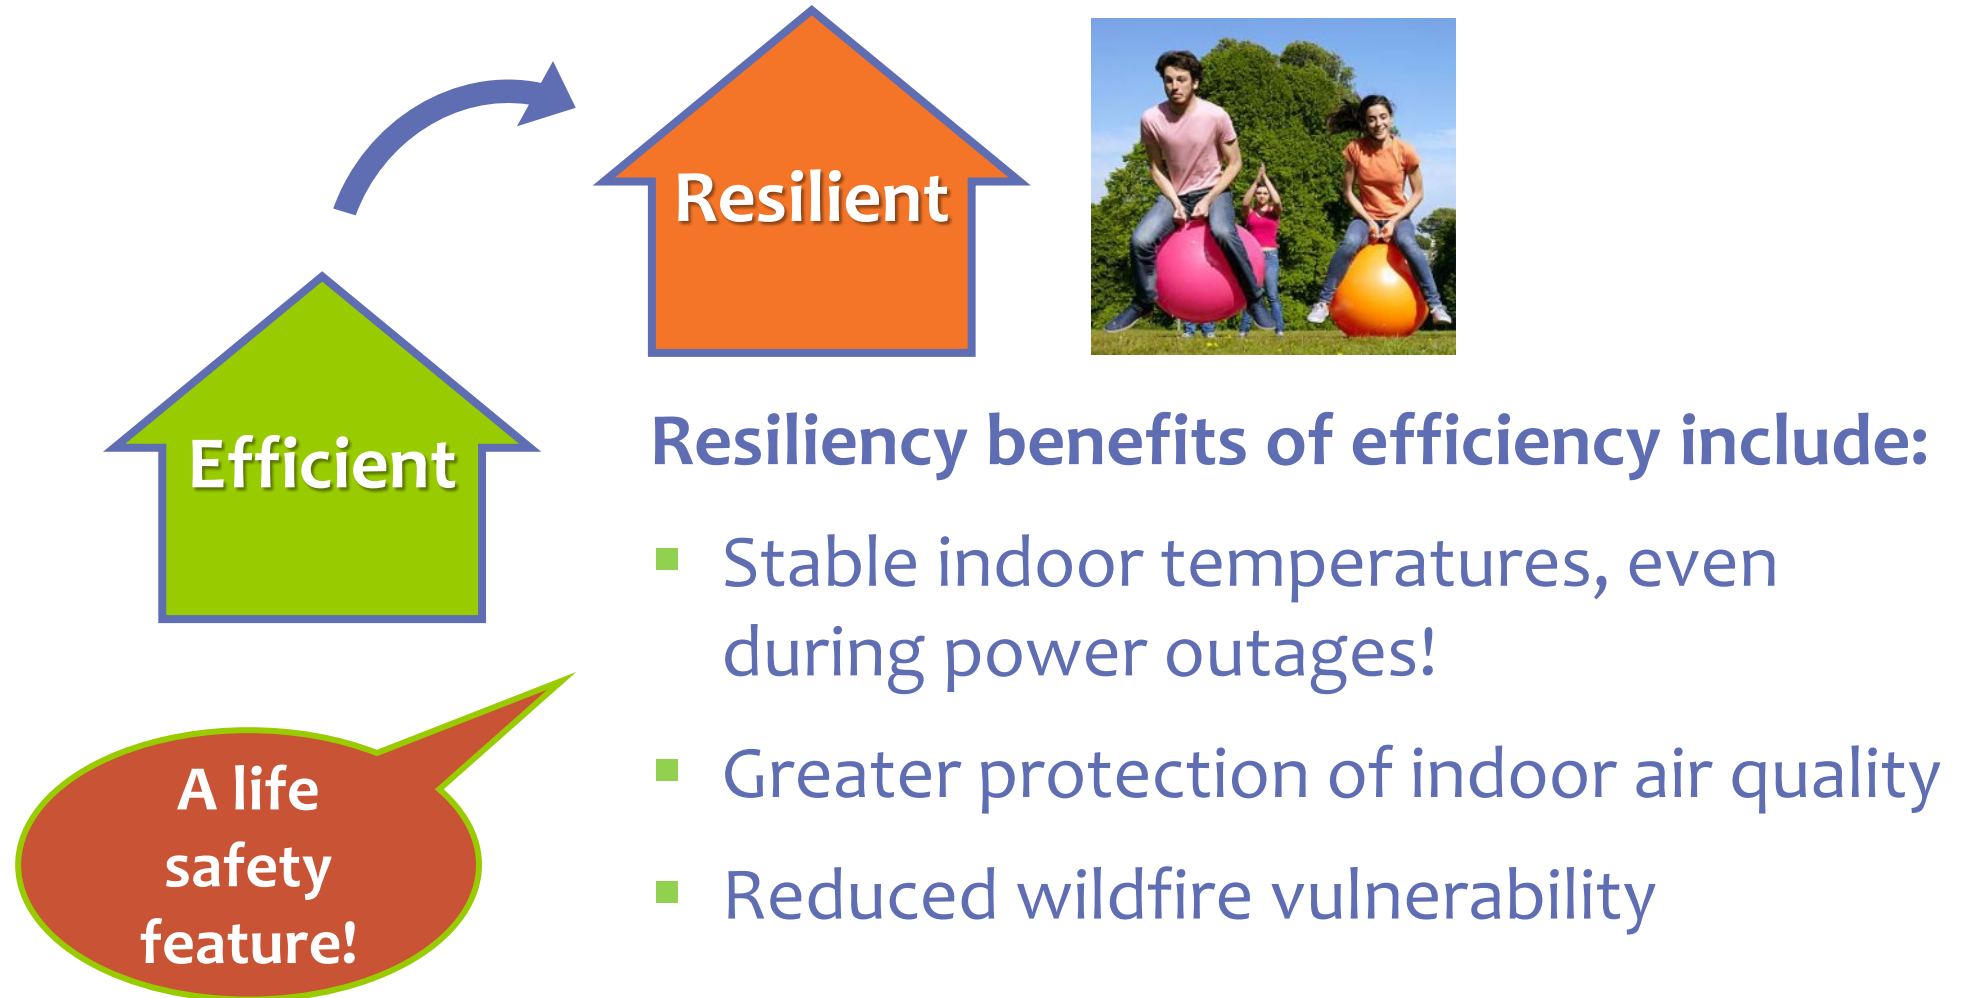 Resilient
Efficient
Resiliency benefits of efficiency include:
Stable indoor temperatures, even
during power outages!
Greater protection of indoor air quality
Reduced wildfire vulnerability
A life
safety
feature!